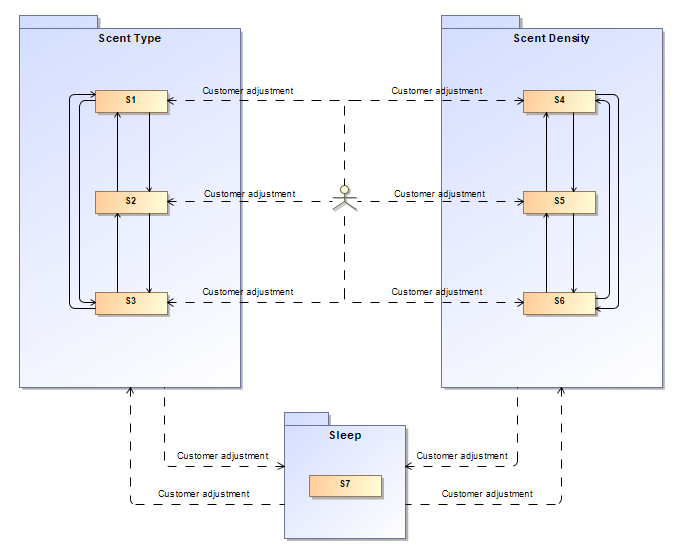 Scent Type
Scent Density
S1
Customer adjustment
Customer adjustment
S4
S2
Customer adjustment
Customer adjustment
S5
S3
Customer adjustment
Customer adjustment
S6
Sleep
Customer adjustment
Customer adjustment
S7
Customer adjustment
Customer adjustment